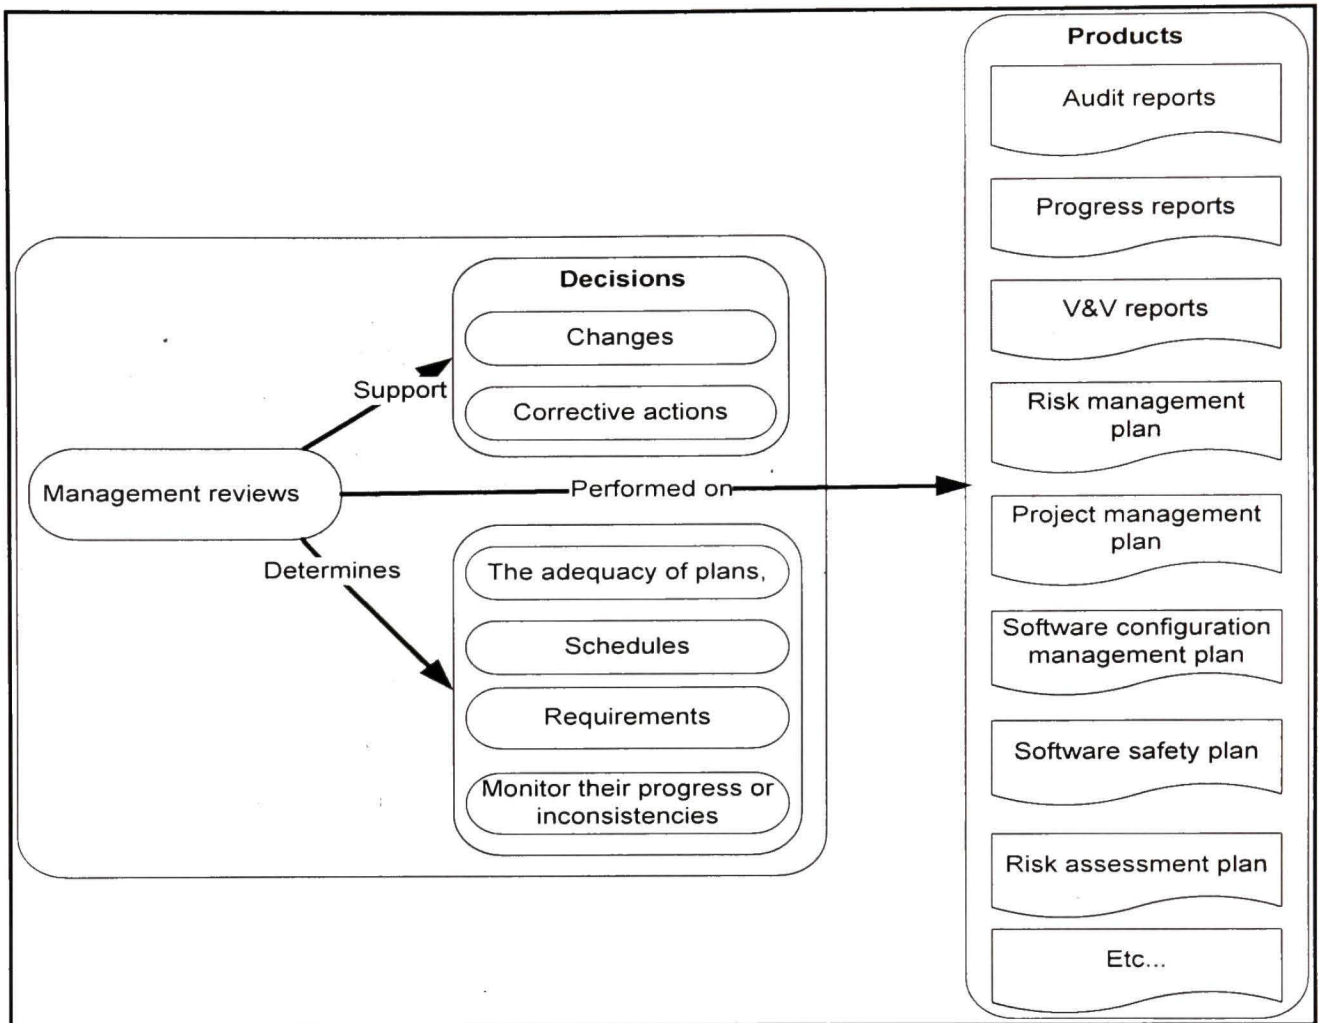 Products
Audit reports
Progress reports
V&V reports
Risk management
plan
Project management
plan
Software configuration
management plan
Software safety plan
Risk assessment plan
Etc...
Decisions
Changes
Corrective actions
Support
Management reviews
Performed on
Determines
The adequacy of plans,
Schedules
Requirements
Monitor their progress or
inconsistencies